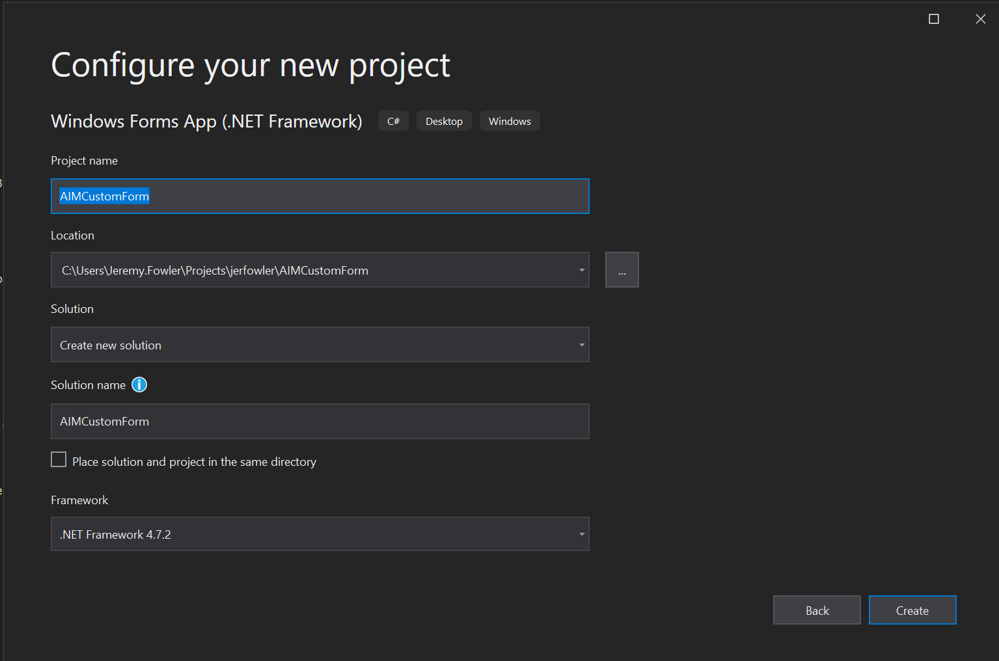 Configure your new project
Windows Forms App (.NET Framework) C# Desktop Windows
Project name
AIMCustomForm
Location
C:\Users\Jeremy.Fowler\Projects\jerfowler\AIMCustomForm
...
Solution
Create new solution
Solution name
AIMCustomForm
Place solution and project in the same directory
Framework
.NET Framework 4.7.2
Back Create